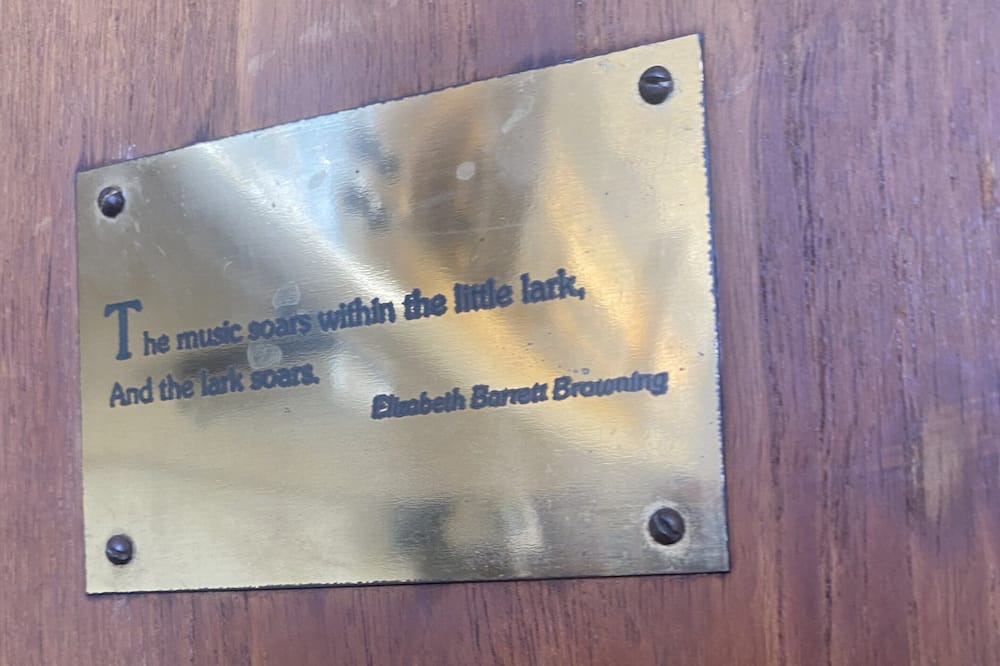 The music soars within the little lark,
And the lark soars.
Elizabeth Barrett Browning